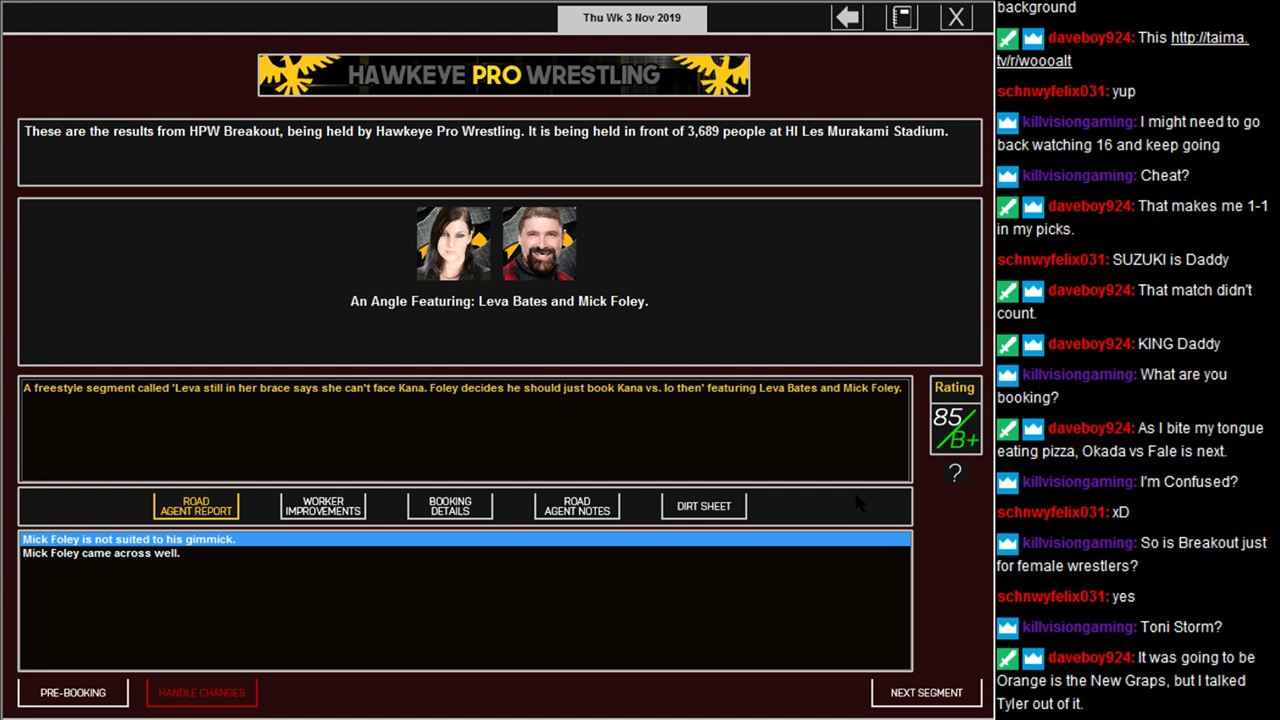 Thu Wk 3 Nov 2019
HAWKEYE PRO WRESTLING
These are the results from HPW Breakout, being held by Hawkeye Pro Wrestling. It is being held in front of 3,689 people at HI Les Murakami Stadium.
An Angle Featuring: Leva Bates and Mick Foley.
A freestyle segment called 'Leva still in her brace says she can't face Kana. Foley decides he should just book Kana vs. Io then' featuring Leva Bates and Mick Foley.
Rating
85
B+
?
ROAD
AGENT REPORT
WORKER
IMPROVEMENTS
BOOKING
DETAILS
ROAD
AGENT NOTES
DIRT SHEET
Mick Foley is not suited to his gimmick.
Mick Foley came across well.
PRE-BOOKING
HANDLE CHANGES
NEXT SEGMENT
background
daveboy924: This http://taima.
tv/r/woooalt
schnwyfelix031: yup
killvisiongaming: I might need to go
back watching 16 and keep going
killvisiongaming: Cheat?
daveboy924: That makes me 1-1
in my picks.
schnwyfelix031: SUZUKI is Daddy
daveboy924: That match didn't
count.
daveboy924: KING Daddy
killvisiongaming: What are you
booking?
daveboy924: As I bite my tongue
eating pizza, Okada vs Fale is next.
killvisiongaming: I'm Confused?
schnwyfelix031: xD
killvisiongaming: So is Breakout just
for female wrestlers?
schnwyfelix031: yes
killvisiongaming: Toni Storm?
daveboy924: It was going to be
Orange is the New Graps, but I talked
Tyler out of it.